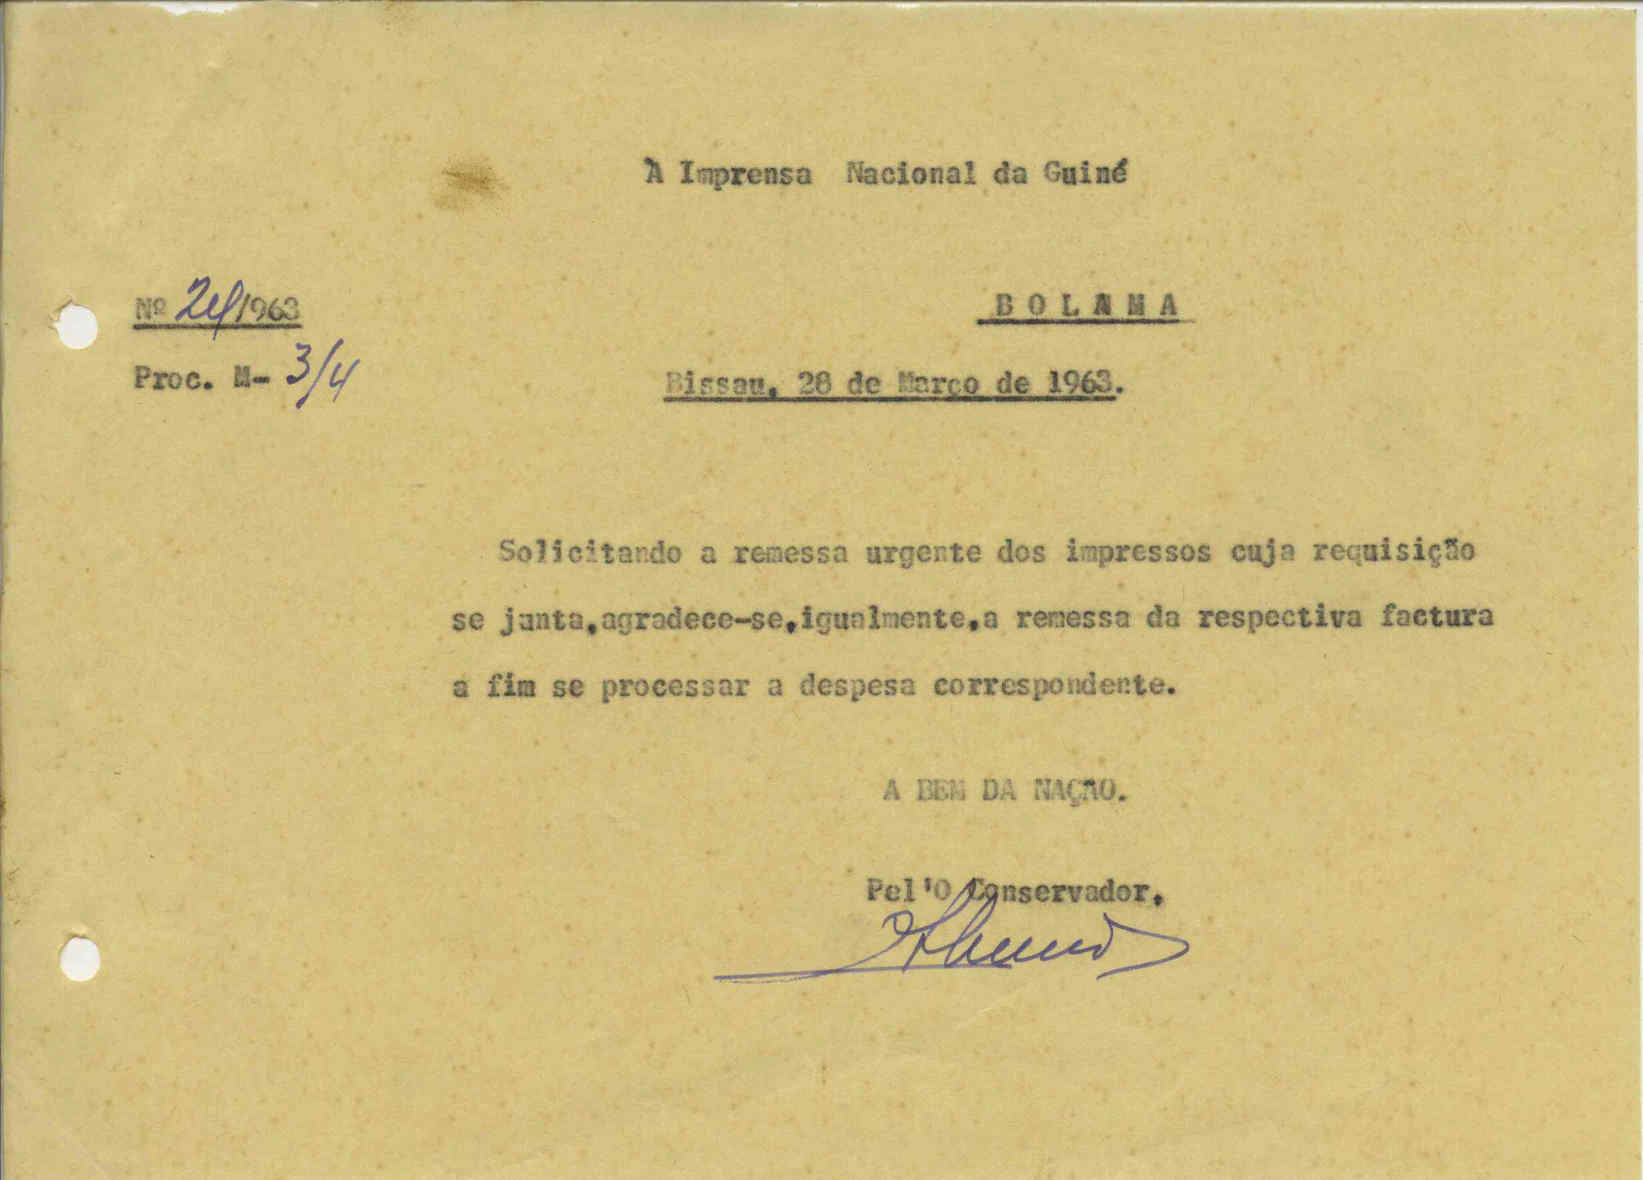 À Imprensa Nacional da Guiné
Nº 24/1963
BOLAMA
Proc. M- 3/4
Bissau, 28 de Março de 1963.
Solicitando a remessa urgente dos impressos cuja requisição
se junta,agradece-se,igualmente,a remessa da respectiva factura
a fim se processar a despesa correspondente.
A BEM DA NAÇÃO.
Pel'O Conservador,